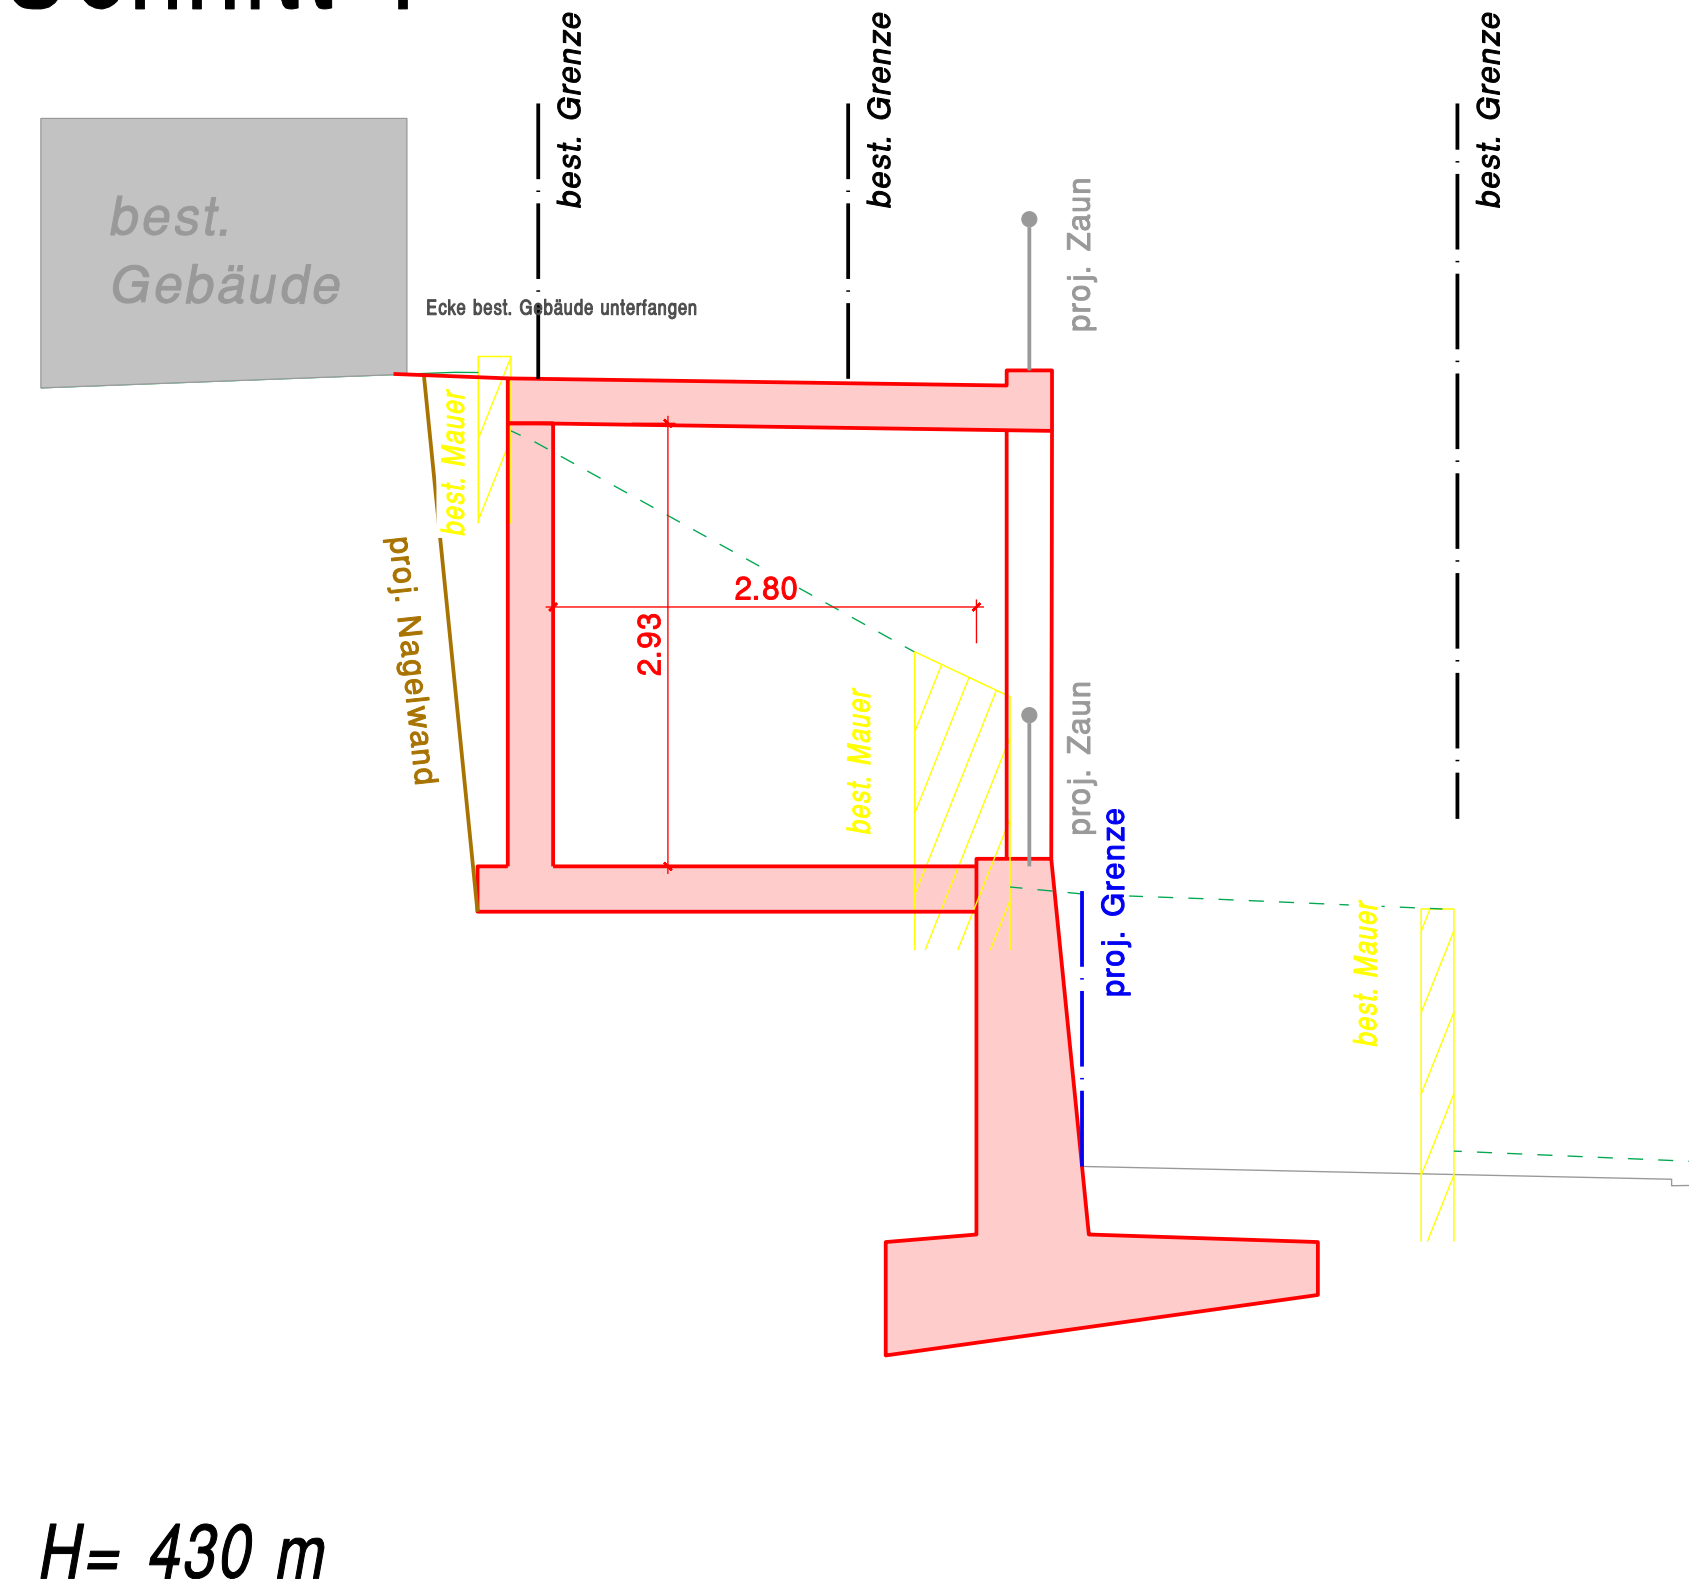 best. Grenze
best. Grenze
best. Grenze
best.
Gebäude
proj. Zaun
Ecke best. Gebäude unterfangen
best. Mauer
proj. Nagelwand
2.80
2.93
best. Mauer
proj. Zaun
proj. Grenze
best. Mauer
H= 430 m